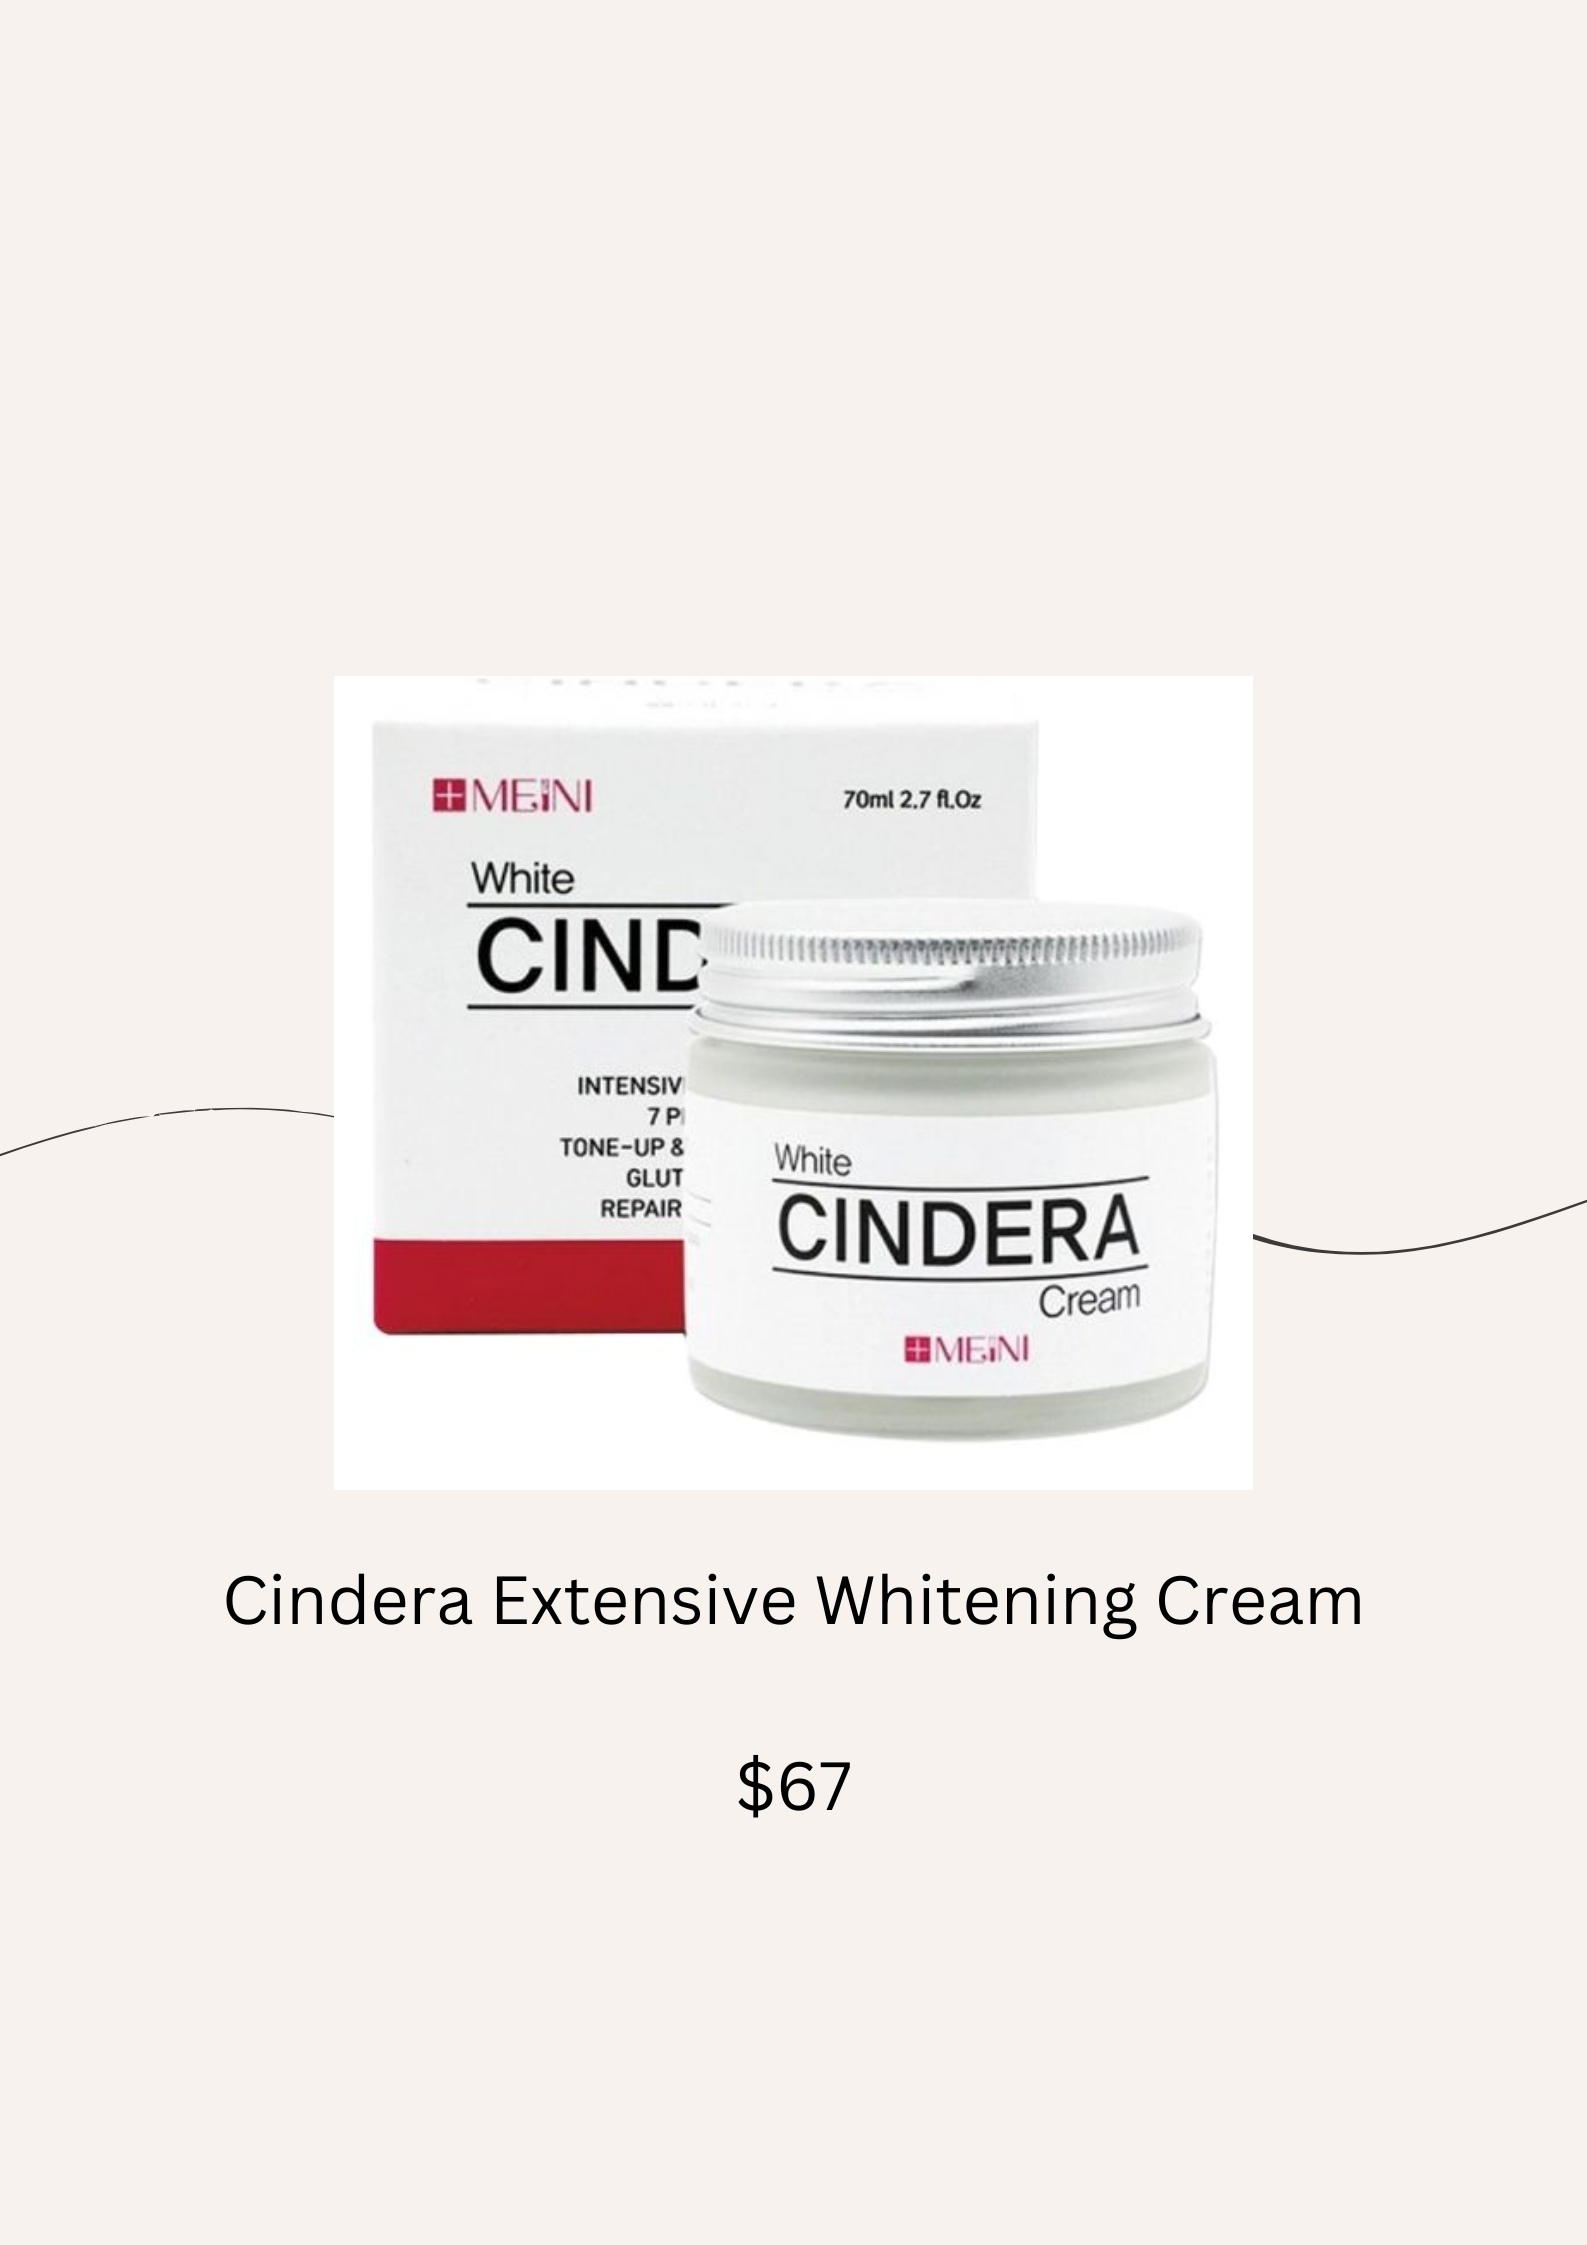 MEiNI
70ml 2.7 fl.Oz
White
CIND
INTENSIV
7 P
TONE-UP &
GLUT
REPAIR
White
CINDERA
Cream
MEiNI
Cindera Extensive Whitening Cream
$67